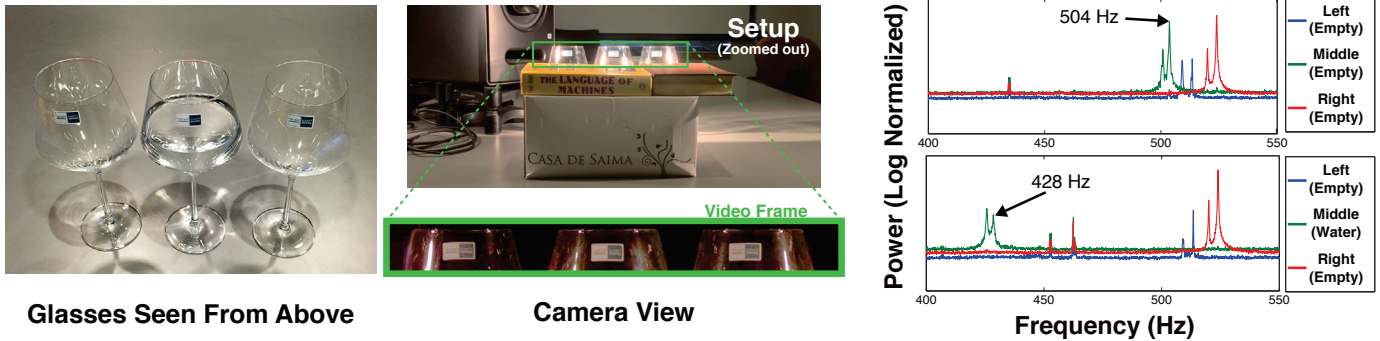 Glasses Seen From Above
Setup
(Zoomed out)
THE LANGUAGE OF
MACHINES
CASA DE SAIMA
Video Frame
Camera View
Power (Log Normalized)
504 Hz
400
450
500
550
Left
(Empty)
Middle
(Empty)
Right
(Empty)
428 Hz
400
450
500
550
Left
(Empty)
Middle
(Water)
Right
(Empty)
Frequency (Hz)